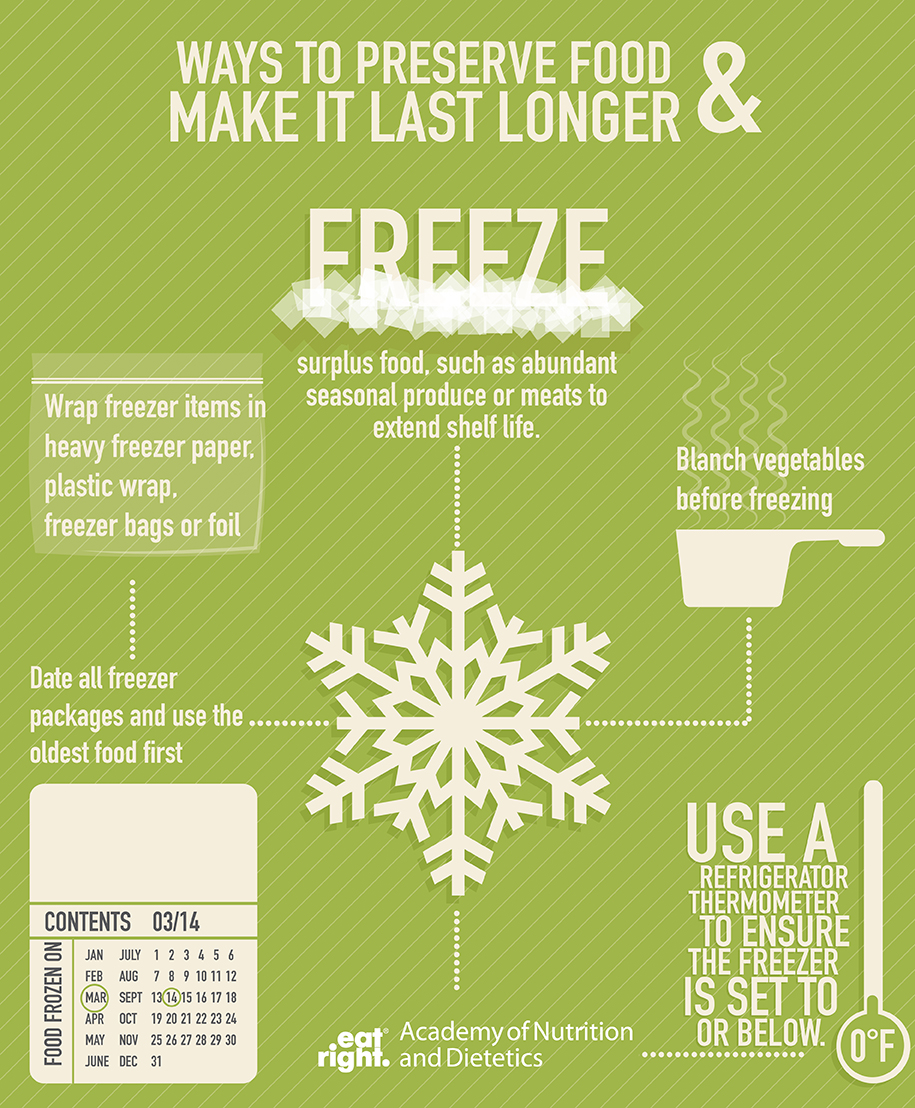 WAYS TO PRESERVE FOOD &
MAKE IT LAST LONGER
FREEZE
surplus food, such as abundant
seasonal produce or meats to
extend shelf life.
Wrap freezer items in
heavy freezer paper,
plastic wrap,
freezer bags or foil
Blanch vegetables
before freezing
Date all freezer
packages and use the
oldest food first
CONTENTS 03/14
FOOD FROZEN ON
JAN JULY 1 2 3 4 5 6
FEB AUG 7 8 9 10 11 12
MAR SEPT 13 14 15 16 17 18
APR OCT 19 20 21 22 23 24
MAY NOV 25 26 27 28 29 30
JUNE DEC 31
USE A
REFRIGERATOR
THERMOMETER
TO ENSURE
THE FREEZER
IS SET TO
OR BELOW.
0°F
eat®
right.
Academy of Nutrition
and Dietetics